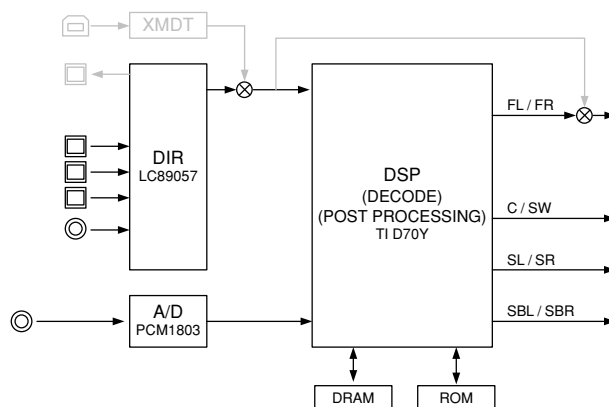 XMDT
DIR
LC89057
A/D
PCM1803
DSP
(DECODE)
(POST PROCESSING)
TI D70Y
FL / FR
C / SW
SL / SR
SBL / SBR
DRAM
ROM